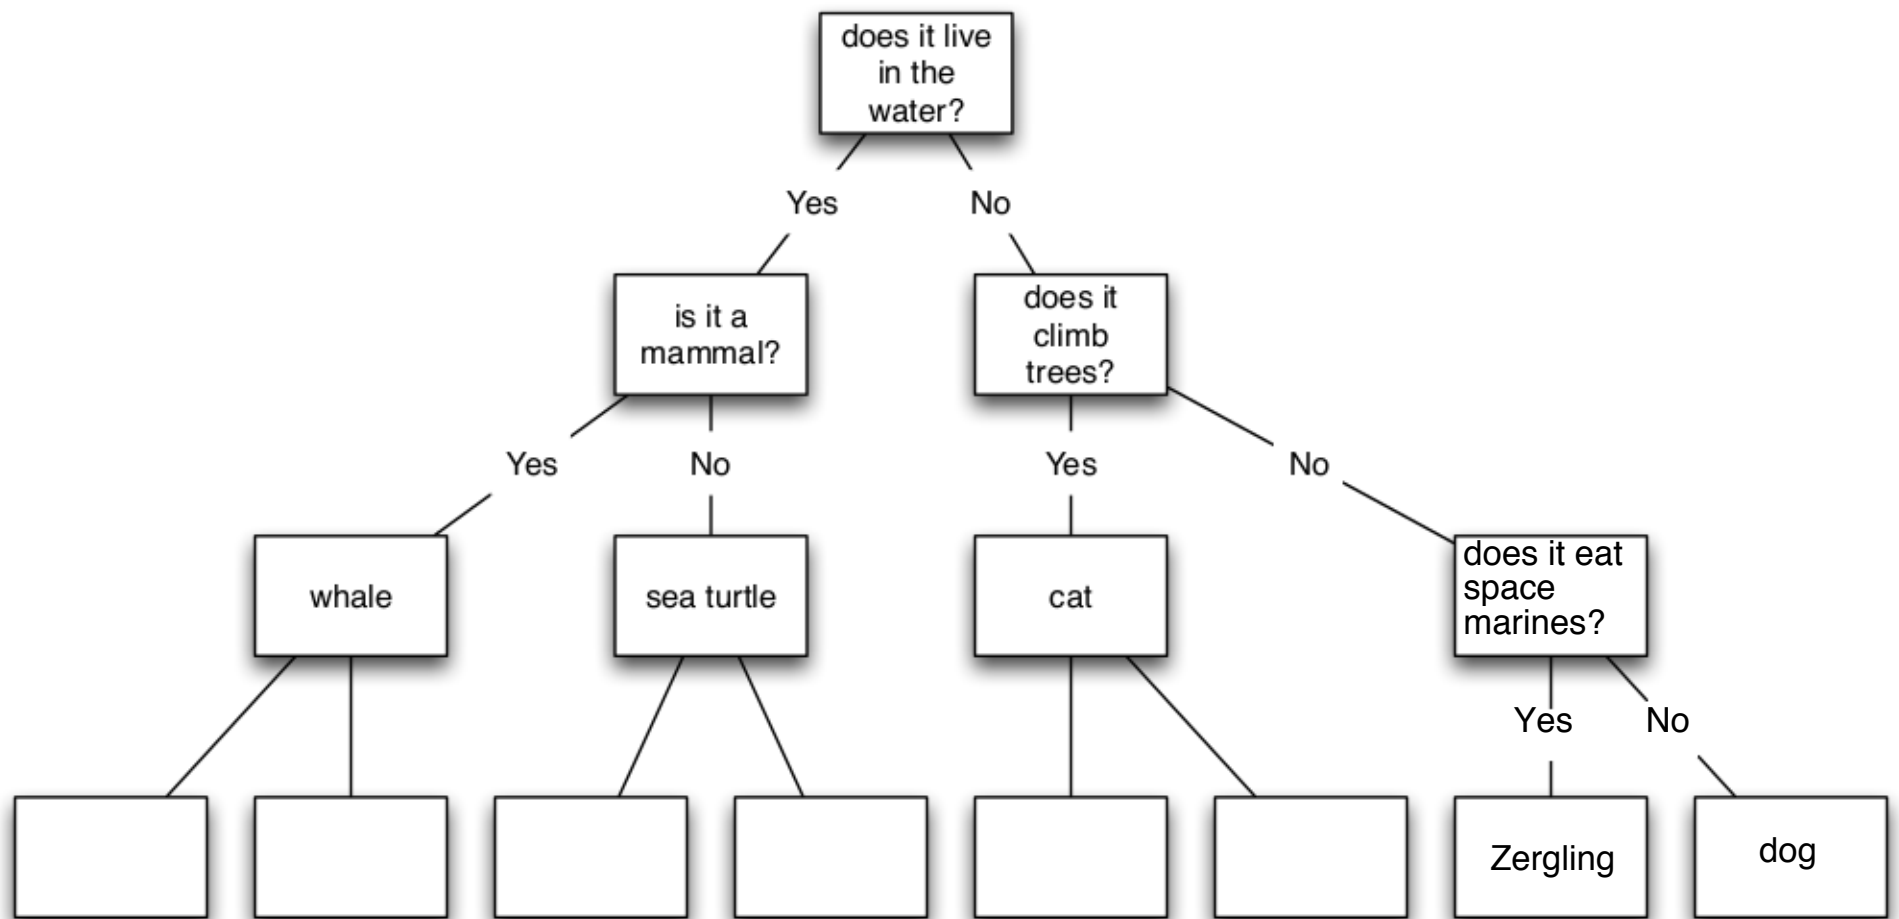 does it live
in the
water?
Yes
No
is it a
mammal?
does it
climb
trees?
Yes
No
Yes
No
whale
sea turtle
cat
does it eat
space
marines?
Yes
No
Zergling
dog